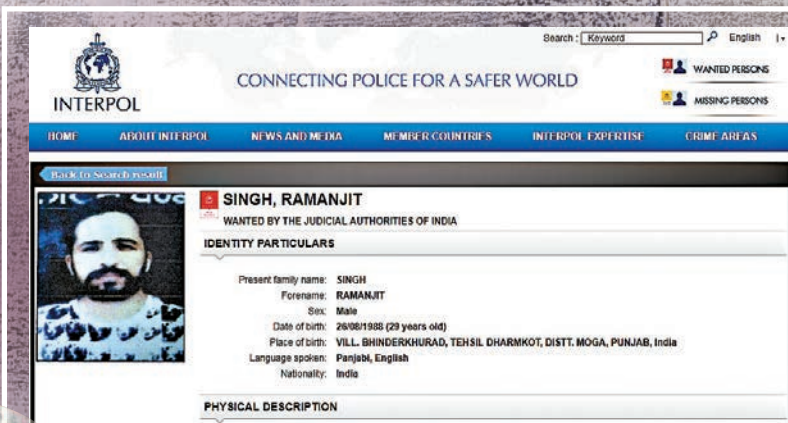 Search : Keyword English
WANTED PERSONS
CONNECTING POLICE FOR A SAFER WORLD
INTERPOL
MISSING PERSONS
HOME ABOUT INTERPOL NEWS AND MEDIA MEMBER COUNTRIES INTERPOL EXPERTISE CRIME AREAS
Back to Search result
SINGH, RAMANJIT
WANTED BY THE JUDICIAL AUTHORITIES OF INDIA
IDENTITY PARTICULARS
Present family name: SINGH
Forename: RAMANJIT
Sex: Male
Date of birth: 26/08/1988 (29 years old)
Place of birth: VILL. BHINDERKHURAD, TEHSIL DHARMKOT, DISTT. MOGA, PUNJAB, India
Language spoken: Panjabi, English
Nationality: India
PHYSICAL DESCRIPTION